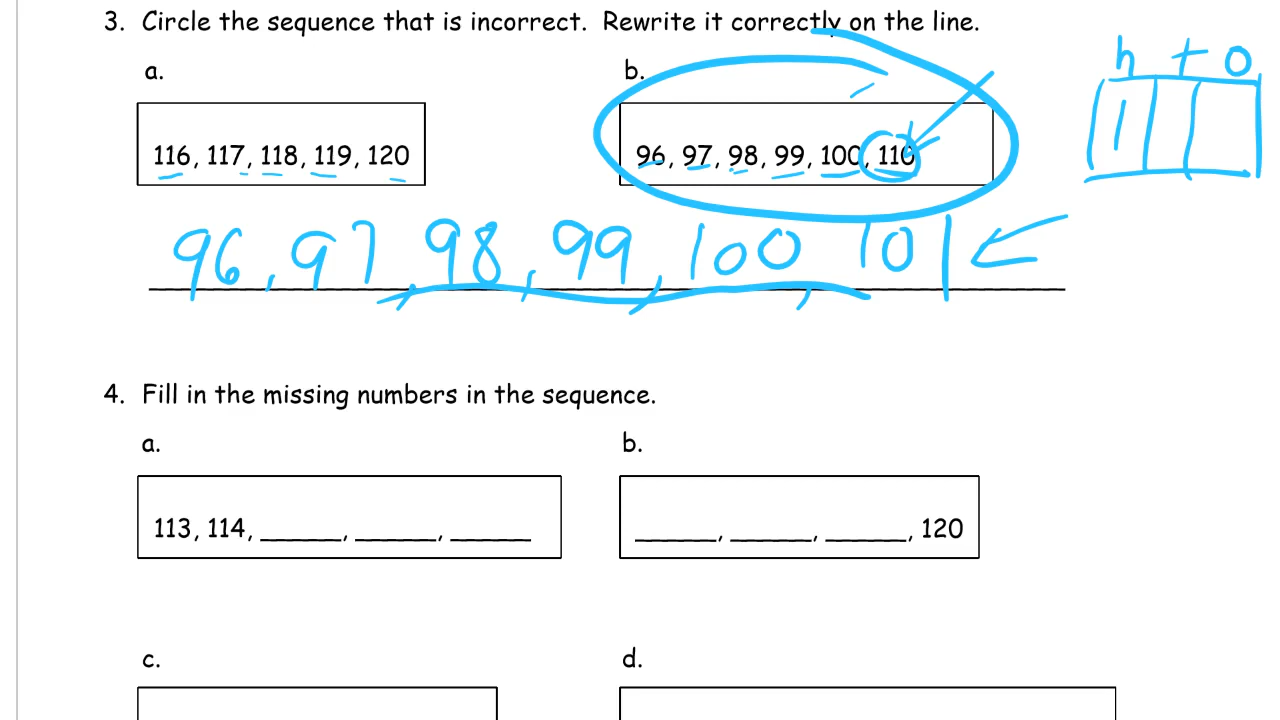 3. Circle the sequence that is incorrect. Rewrite it correctly on the line.
a. b.
h t o
116, 117, 118, 119, 120
96, 97, 98, 99, 100, 110
1
96, 97, 98, 99, 100, 101
4. Fill in the missing numbers in the sequence.
a. b.
113, 114, ______, ______, ______
______, ______, ______, 120
c. d.